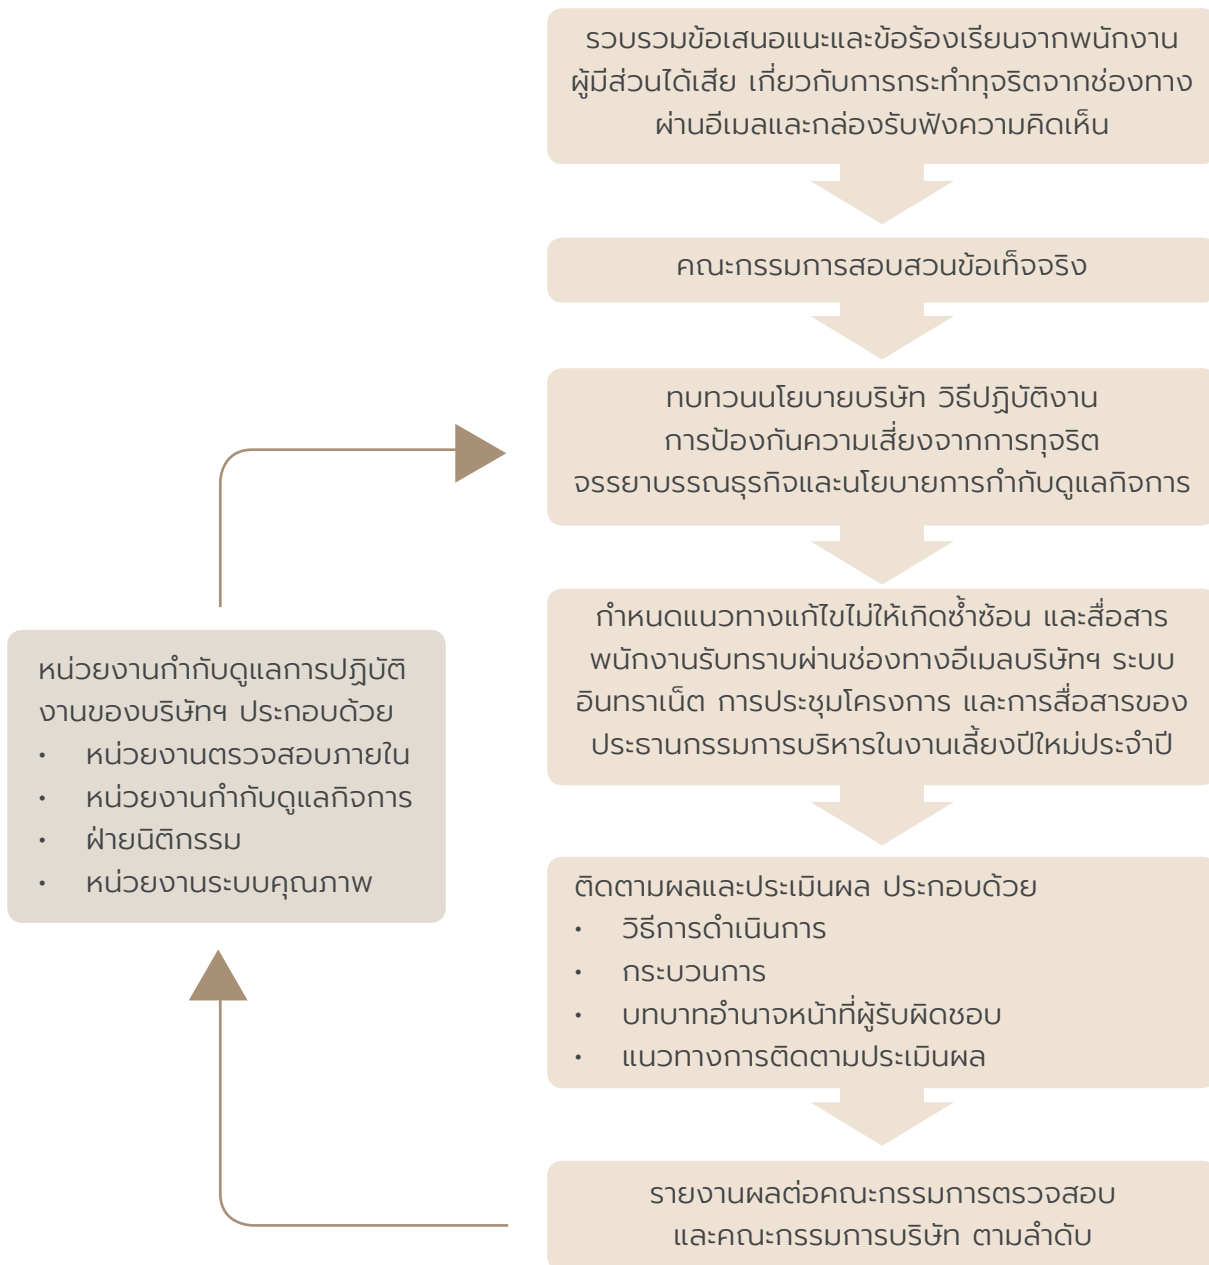 รวบรวมข้อเสนอแนะและข้อร้องเรียนจากพนักงาน
ผู้มีส่วนได้เสีย เกี่ยวกับการกระทำทุจริตจากช่องทาง
ผ่านอีเมลและกล่องรับฟังความคิดเห็น
คณะกรรมการสอบสวนข้อเท็จจริง
ทบทวนนโยบายบริษัท วิธีปฏิบัติงาน
การป้องกันความเสี่ยงจากการทุจริต
จรรยาบรรณธุรกิจและนโยบายการกำกับดูแลกิจการ
กำหนดแนวทางแก้ไขไม่ให้เกิดซ้ำซ้อน และสื่อสาร
พนักงานรับทราบผ่านช่องทางอีเมลบริษัทฯ ระบบ
อินทราเน็ต การประชุมโครงการ และการสื่อสารของ
ประธานกรรมการบริหารในงานเลี้ยงปีใหม่ประจำปี
หน่วยงานกำกับดูแลการปฏิบัติ
งานของบริษัทฯ ประกอบด้วย
• หน่วยงานตรวจสอบภายใน
• หน่วยงานกำกับดูแลกิจการ
• ฝ่ายนิติกรรม
• หน่วยงานระบบคุณภาพ
ติดตามผลและประเมินผล ประกอบด้วย
• วิธีการดำเนินการ
• กระบวนการ
• บทบาทอำนาจหน้าที่ผู้รับผิดชอบ
• แนวทางการติดตามประเมินผล
รายงานผลต่อคณะกรรมการตรวจสอบ
และคณะกรรมการบริษัท ตามลำดับ